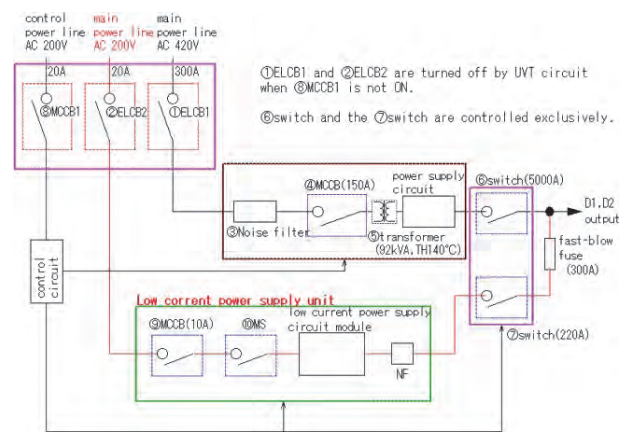 control
power line
AC 200V
main
power line
AC 200V
main
power line
AC 420V
20A
20A
300A
⑧MCCB1
②ELCB2
①ELCB1
①ELCB1 and ②ELCB2 are turned off by UVT circuit
when ⑧MCCB1 is not ON.
⑥switch and the ⑦switch are controlled exclusively.
④MCCB(150A)
power supply
circuit
⑥switch(5000A)
D1.D2
output
③Noise filter
⑤transformer
(92kVA,TH140°C)
fast-blow
fuse
(300A)
control
circuit
Low current power supply unit
⑨MCCB(10A)
⑩MS
low current power supply
circuit module
NF
⑦switch(220A)